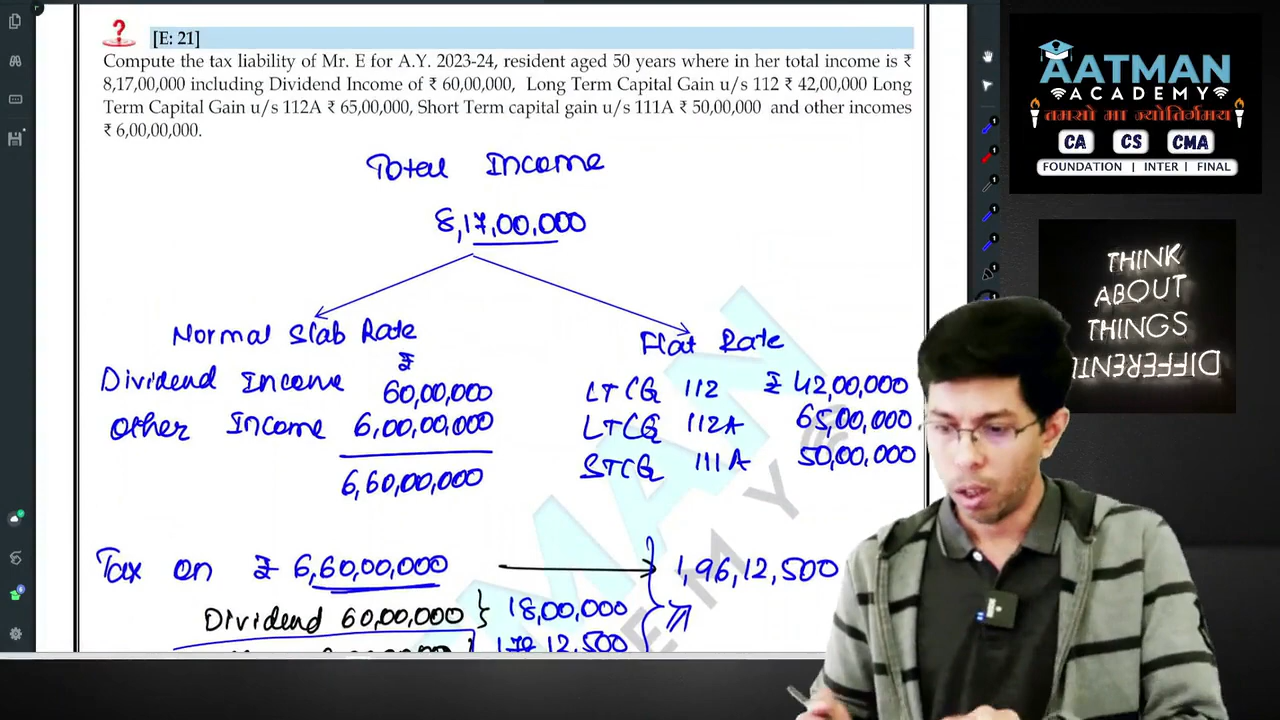 [E: 21]
Compute the tax liability of Mr. E for A.Y. 2023-24, resident aged 50 years where in her total income is ₹
8,17,00,000 including Dividend Income of ₹ 60,00,000, Long Term Capital Gain u/s 112 ₹ 42,00,000 Long
Term Capital Gain u/s 112A ₹ 65,00,000, Short Term capital gain u/s 111A ₹ 50,00,000 and other incomes
₹ 6,00,00,000.
Total Income
8,17,00,000
Normal Slab Rate
₹
Dividend Income 60,00,000
Other Income 6,00,00,000
6,60,00,000
Flat Rate
LTCG 112 ₹ 42,00,000
LTCG 112A 65,00,000
STCG 111A 50,00,000
Tax on ₹ 6,60,00,000 1,96,12,500
Dividend 60,00,000 } 18,00,000
12,500
AATMAN
ACADEMY
तमसो मा ज्योतिर्गमय
CA CS CMA
FOUNDATION | INTER | FINAL
THINK
ABOUT
THINGS
DIFFERENTLY